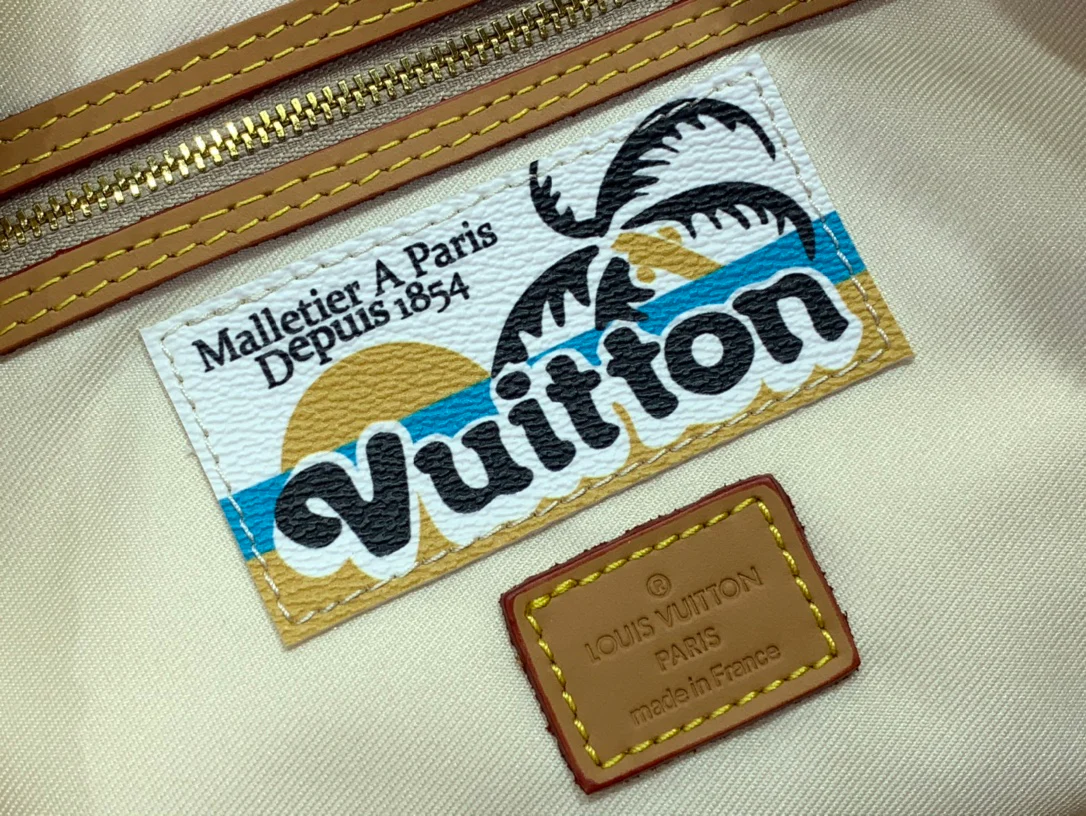 Malletier A Paris
Depuis 1854
Vuitton
®
LOUIS VUITTON
PARIS
made in France